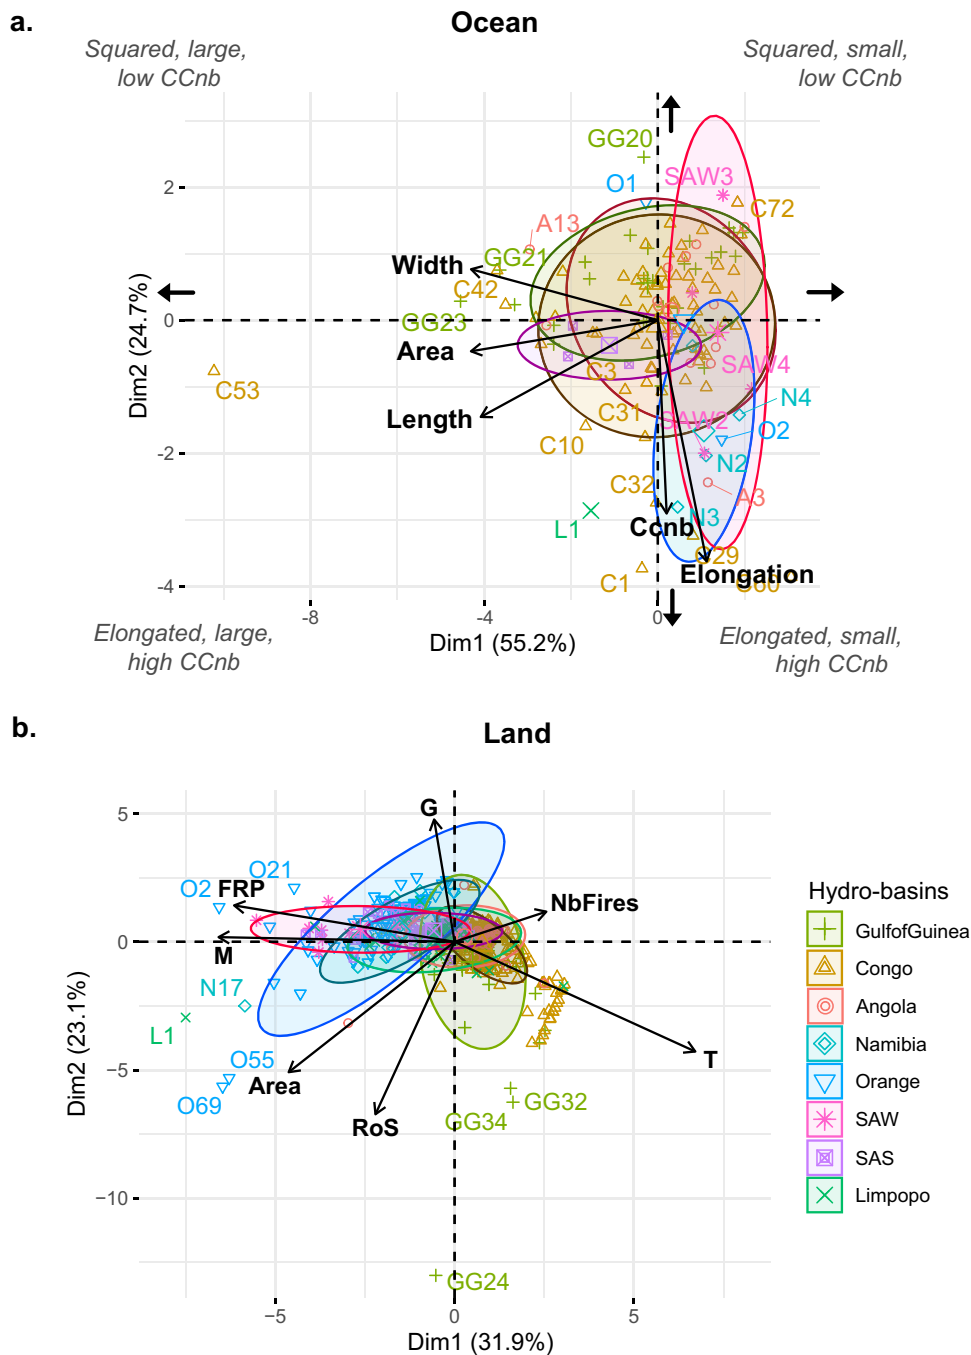 a.
Ocean
Squared, large,
low CCnb
Squared, small,
low CCnb
GG20
O1
SAW3
C72
A13
GG21
Width
C42
GG23
Area
C53
C3
SAW4
Length
C31
N4
C10
SAW2
O2
N2
C32
A3
L1
N3
Ccnb
C29
C1
Elongation
C60
2
0
-2
-4
Dim2 (24.7%)
-8
-4
0
Dim1 (55.2%)
Elongated, large,
high CCnb
Elongated, small,
high CCnb
b.
Land
G
O21
O2
FRP
NbFires
M
N17
L1
T
O55
Area
O69
RoS
GG32
GG34
GG24
5
0
−5
−10
Dim2 (23.1%)
−5
0
5
Dim1 (31.9%)
Hydro-basins
GulfofGuinea
Congo
Angola
Namibia
Orange
SAW
SAS
Limpopo